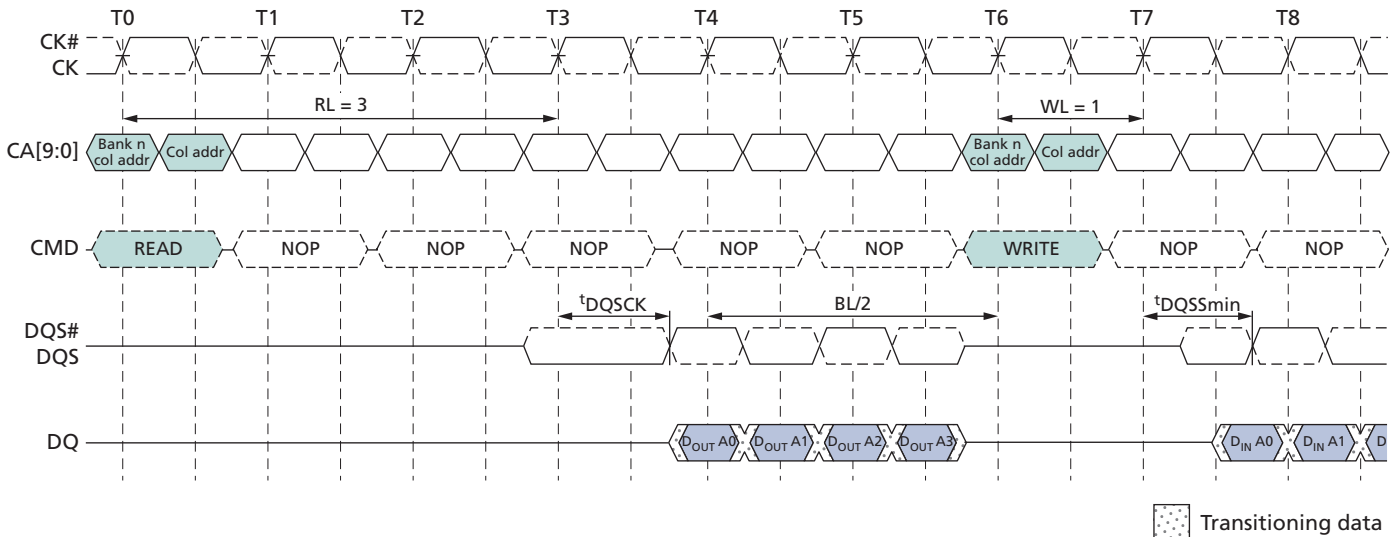 T0 T1 T2 T3 T4 T5 T6 T7 T8
CK#
CK
RL = 3 WL = 1
CA[9:0] Bank n col addr Col addr Bank n col addr Col addr
CMD READ NOP NOP NOP NOP NOP WRITE NOP NOP
tDQSCK BL/2 tDQSSmin
DQS#
DQS
DQ DOUT A0 DOUT A1 DOUT A2 DOUT A3 DIN A0 DIN A1 D
Transitioning data